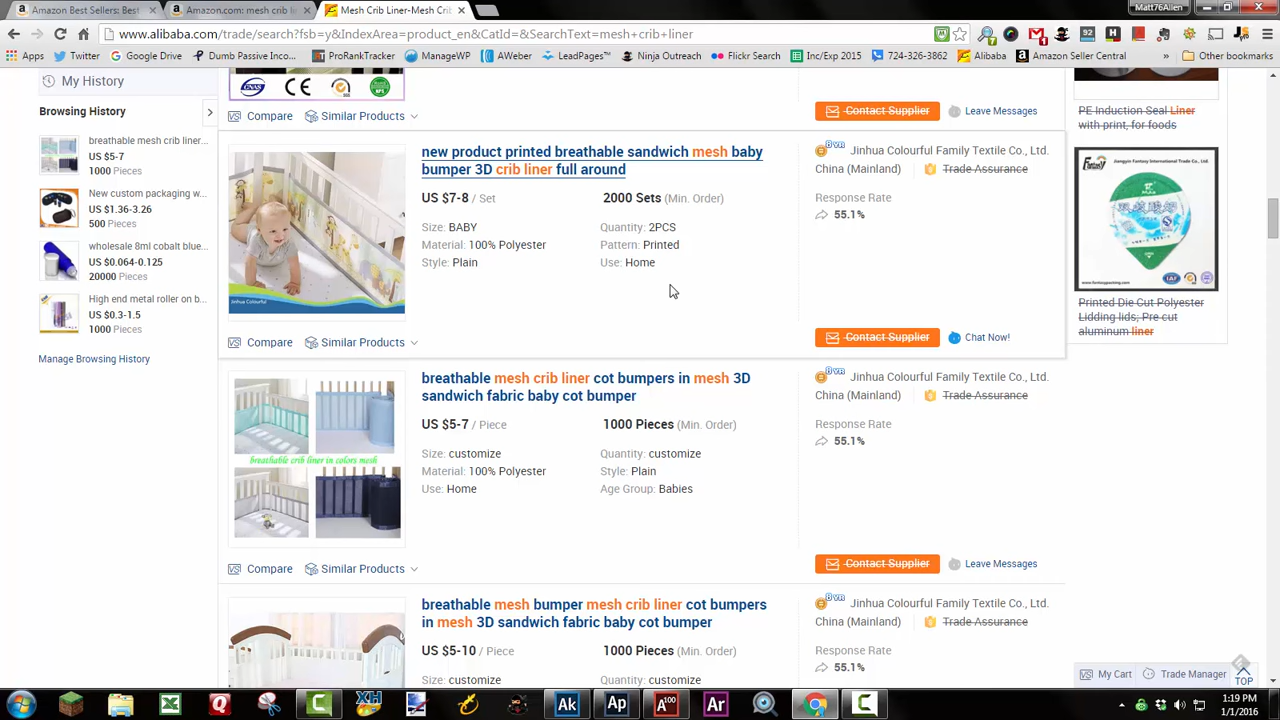 Amazon Best Sellers: Best
Amazon.com: mesh crib li
Mesh Crib Liner-Mesh Crib
Matt76Allen
www.alibaba.com/trade/search?fsb=y&IndexArea=product_en&CatId=&SearchText=mesh+crib+liner
Apps
Twitter
Google Drive
Dumb Passive Inco...
ProRankTracker
ManageWP
AWeber
LeadPages™
Ninja Outreach
Flickr Search
Inc/Exp 2015
724-326-3862
Alibaba
Amazon Seller Central
»
Other bookmarks
My History
Browsing History
breathable mesh crib liner...
US $5-7
1000 Pieces
New custom packaging w...
US $1.36-3.26
500 Pieces
wholesale 8ml cobalt blue...
US $0.064-0.125
20000 Pieces
High end metal roller on b...
US $0.3-1.5
1000 Pieces
Manage Browsing History
Compare
Similar Products
Contact Supplier
Leave Messages
new product printed breathable sandwich mesh baby
bumper 3D crib liner full around
US $7-8 / Set
2000 Sets (Min. Order)
Size: BABY
Quantity: 2PCS
Material: 100% Polyester
Pattern: Printed
Style: Plain
Use: Home
Jinhua Colourful
Jinhua Colourful Family Textile Co., Ltd.
China (Mainland)
Trade Assurance
Response Rate
55.1%
Compare
Similar Products
Contact Supplier
Chat Now!
breathable mesh crib liner cot bumpers in mesh 3D
sandwich fabric baby cot bumper
US $5-7 / Piece
1000 Pieces (Min. Order)
Size: customize
Quantity: customize
Material: 100% Polyester
Style: Plain
Use: Home
Age Group: Babies
breathable crib liner in colors mesh
Jinhua Colourful Family Textile Co., Ltd.
China (Mainland)
Trade Assurance
Response Rate
55.1%
Compare
Similar Products
Contact Supplier
Leave Messages
breathable mesh bumper mesh crib liner cot bumpers
in mesh 3D sandwich fabric baby cot bumper
US $5-10 / Piece
1000 Pieces (Min. Order)
Size: customize
Quantity: customize
Jinhua Colourful Family Textile Co., Ltd.
China (Mainland)
Trade Assurance
Response Rate
55.1%
PE Induction Seal Liner
with print, for foods
Fantasy
Jiangyin Fantasy International Trade Co., Ltd.
Printed Die Cut Polyester
Lidding lids; Pre cut
aluminum liner
My Cart
Trade Manager
TOP
1:19 PM
1/1/2016